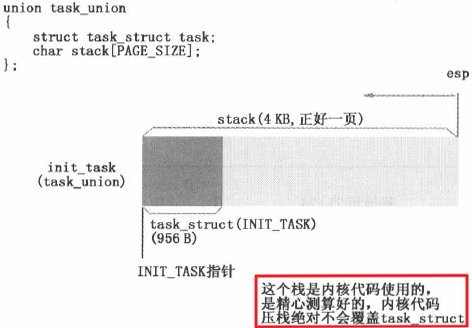 union task_union
{
struct task_struct task;
char stack[PAGE_SIZE];
};
esp
stack(4 KB,正好一页)
init_task
(task_union)
task_struct(INIT_TASK)
(956 B)
INIT_TASK指针
这个栈是内核代码使用的,
是精心测算好的, 内核代码
压栈绝对不会覆盖task_struct